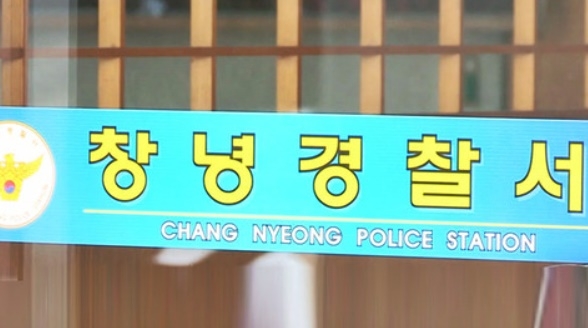 창녕경찰서
CHANG NYEONG POLICE STATION